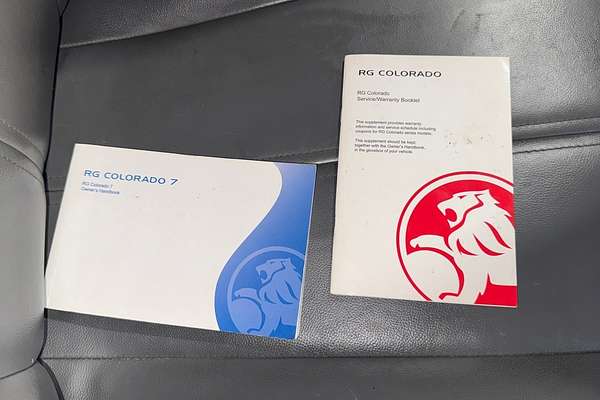 RG COLORADO 7
RG Colorado 7
Owner's Handbook
RG COLORADO
RG Colorado
Service/Warranty Booklet
This supplement provides warranty
information and service schedule including
coupons for RG Colorado series models.
This supplement should be kept
together with the Owner's Handbook,
in the glovebox of your vehicle.